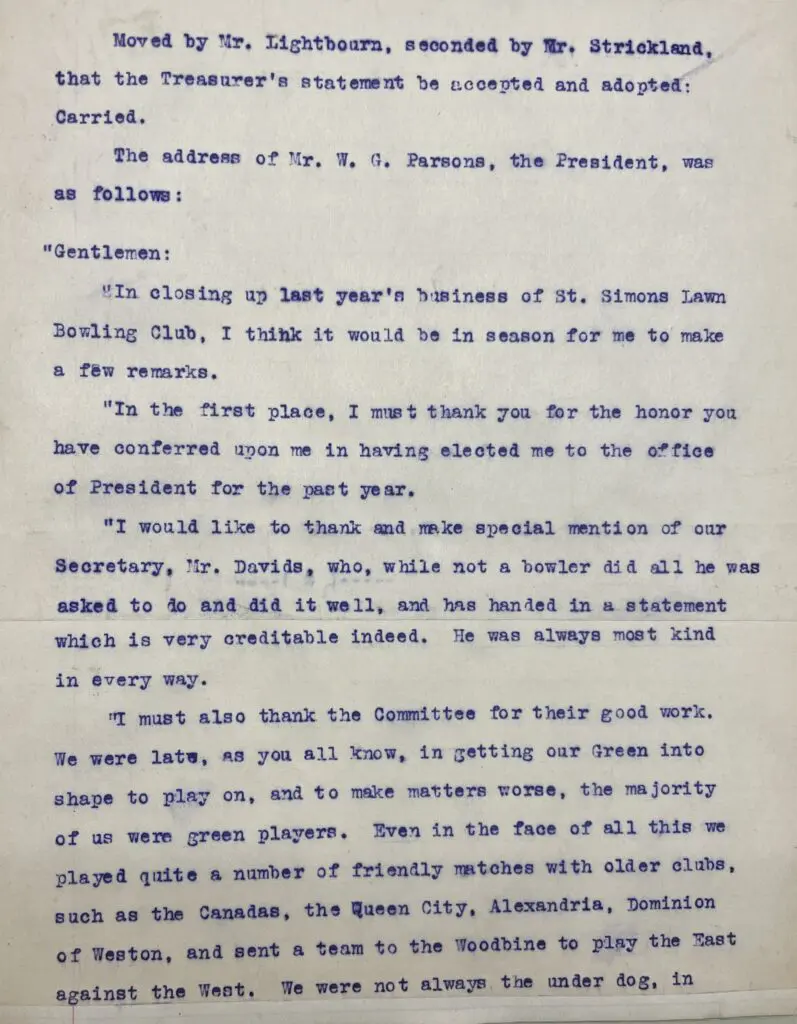 Moved by Mr. Lightbourn, seconded by Mr. Strickland,
that the Treasurer's statement be accepted and adopted:
Carried.
The address of Mr. W. G. Parsons, the President, was
as follows:
"Gentlemen:
"In closing up last year's business of St. Simons Lawn
Bowling Club, I think it would be in season for me to make
a few remarks.
"In the first place, I must thank you for the honor you
have conferred upon me in having elected me to the office
of President for the past year.
"I would like to thank and make special mention of our
Secretary, Mr. Davids, who, while not a bowler did all he was
asked to do and did it well, and has handed in a statement
which is very creditable indeed. He was always most kind
in every way.
"I must also thank the Committee for their good work.
We were late, as you all know, in getting our Green into
shape to play on, and to make matters worse, the majority
of us were green players. Even in the face of all this we
played quite a number of friendly matches with older clubs,
such as the Canadas, the Queen City, Alexandria, Dominion
of Weston, and sent a team to the Woodbine to play the East
against the West. We were not always the under dog, in